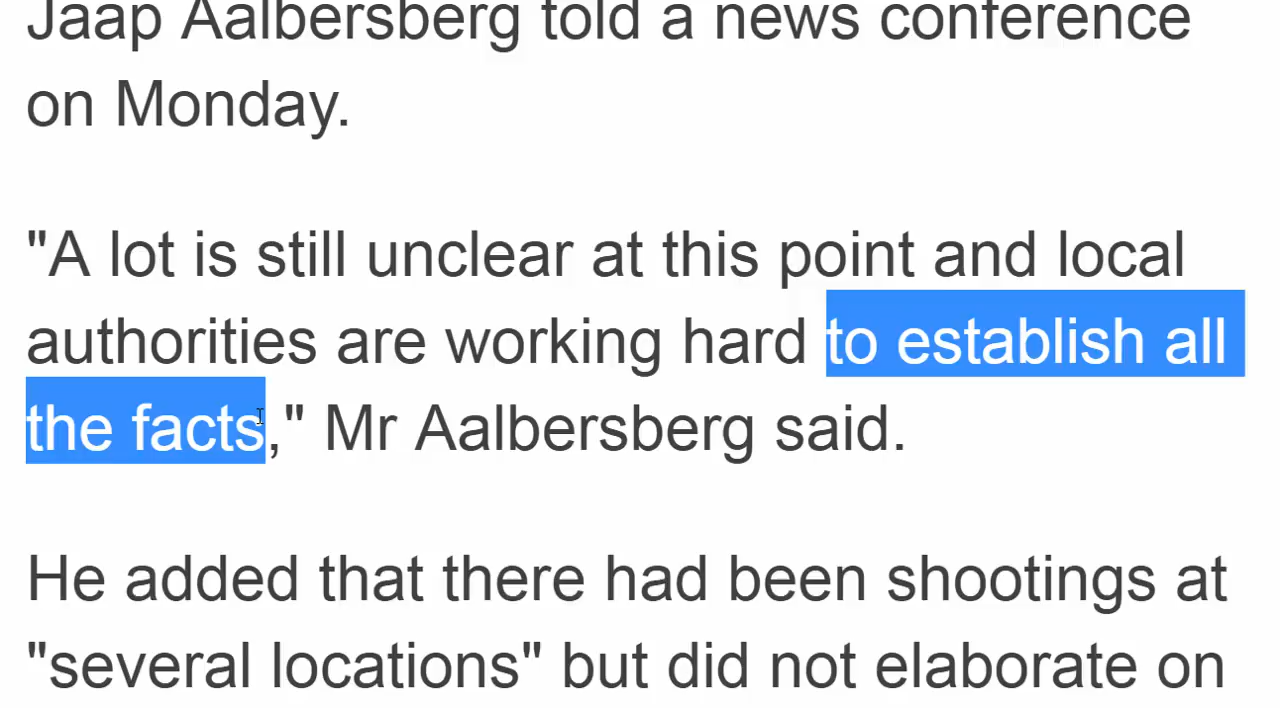 Jaap Aalbersberg told a news conference
on Monday.
"A lot is still unclear at this point and local
authorities are working hard to establish all
the facts," Mr Aalbersberg said.
He added that there had been shootings at
"several locations" but did not elaborate on